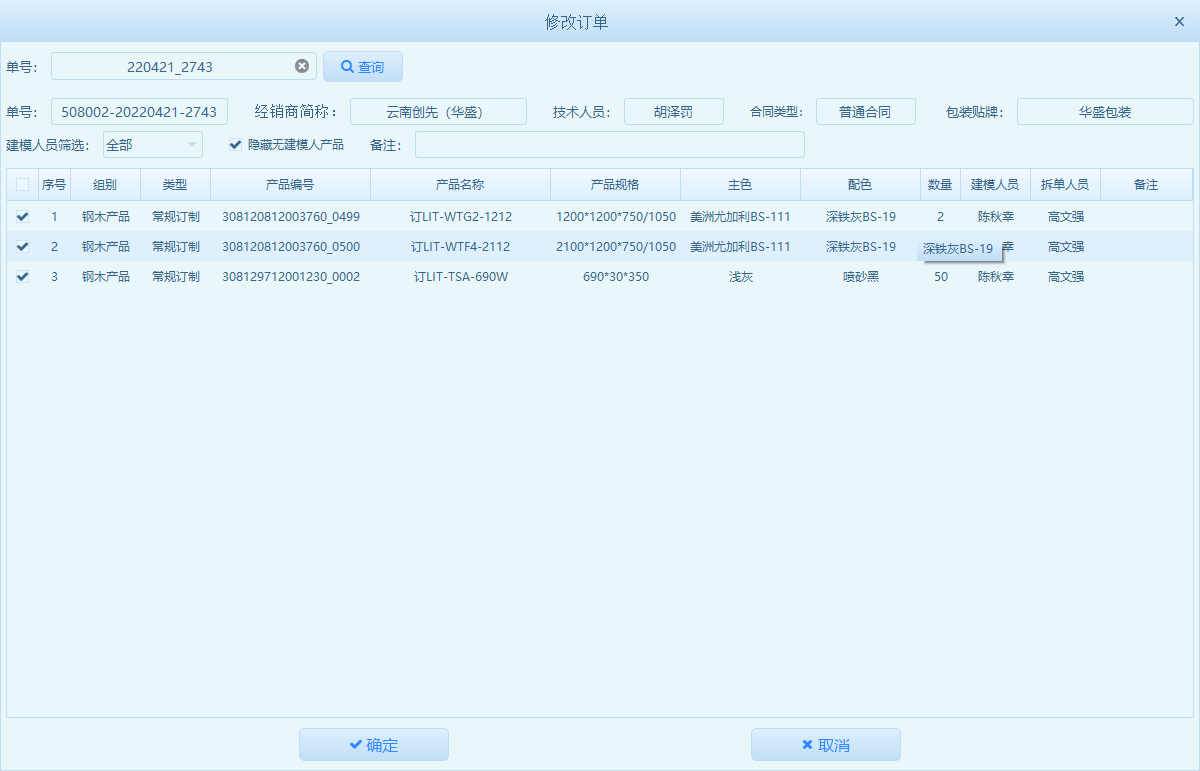 修改订单
单号： 220421_2743 查询
单号： 508002-20220421-2743 经销商简称： 云南创先（华盛） 技术人员： 胡泽罚 合同类型： 普通合同 包装贴牌： 华盛包装
建模人员筛选： 全部 隐藏无建模人产品 备注：
序号 组别 类型 产品编号 产品名称 产品规格 主色 配色 数量 建模人员 拆单人员 备注
1 钢木产品 常规订制 308120812003760_0499 订LIT-WTG2-1212 1200*1200*750/1050 美洲尤加利BS-111 深铁灰BS-19 2 陈秋幸 高文强
2 钢木产品 常规订制 308120812003760_0500 订LIT-WTF4-2112 2100*1200*750/1050 美洲尤加利BS-111 深铁灰BS-19 深铁灰BS-19 幸 高文强
3 钢木产品 常规订制 308129712001230_0002 订LIT-TSA-690W 690*30*350 浅灰 喷砂黑 50 陈秋幸 高文强
确定 取消